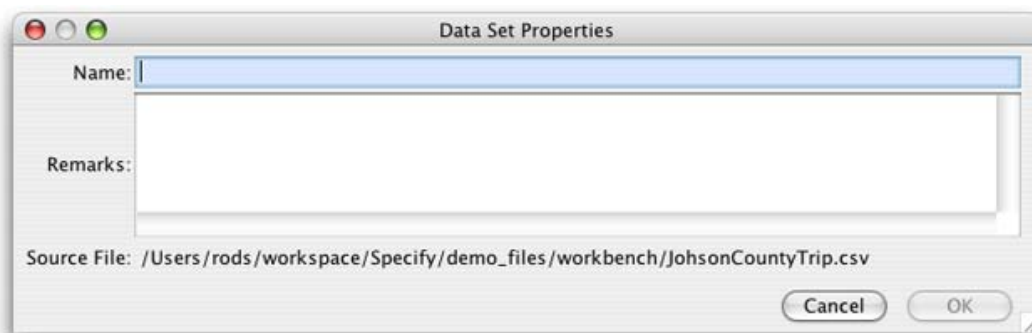 Data Set Properties
Name:
Remarks:
Source File: /Users/rods/workspace/Specify/demo_files/workbench/JohsonCountyTrip.csv
Cancel OK